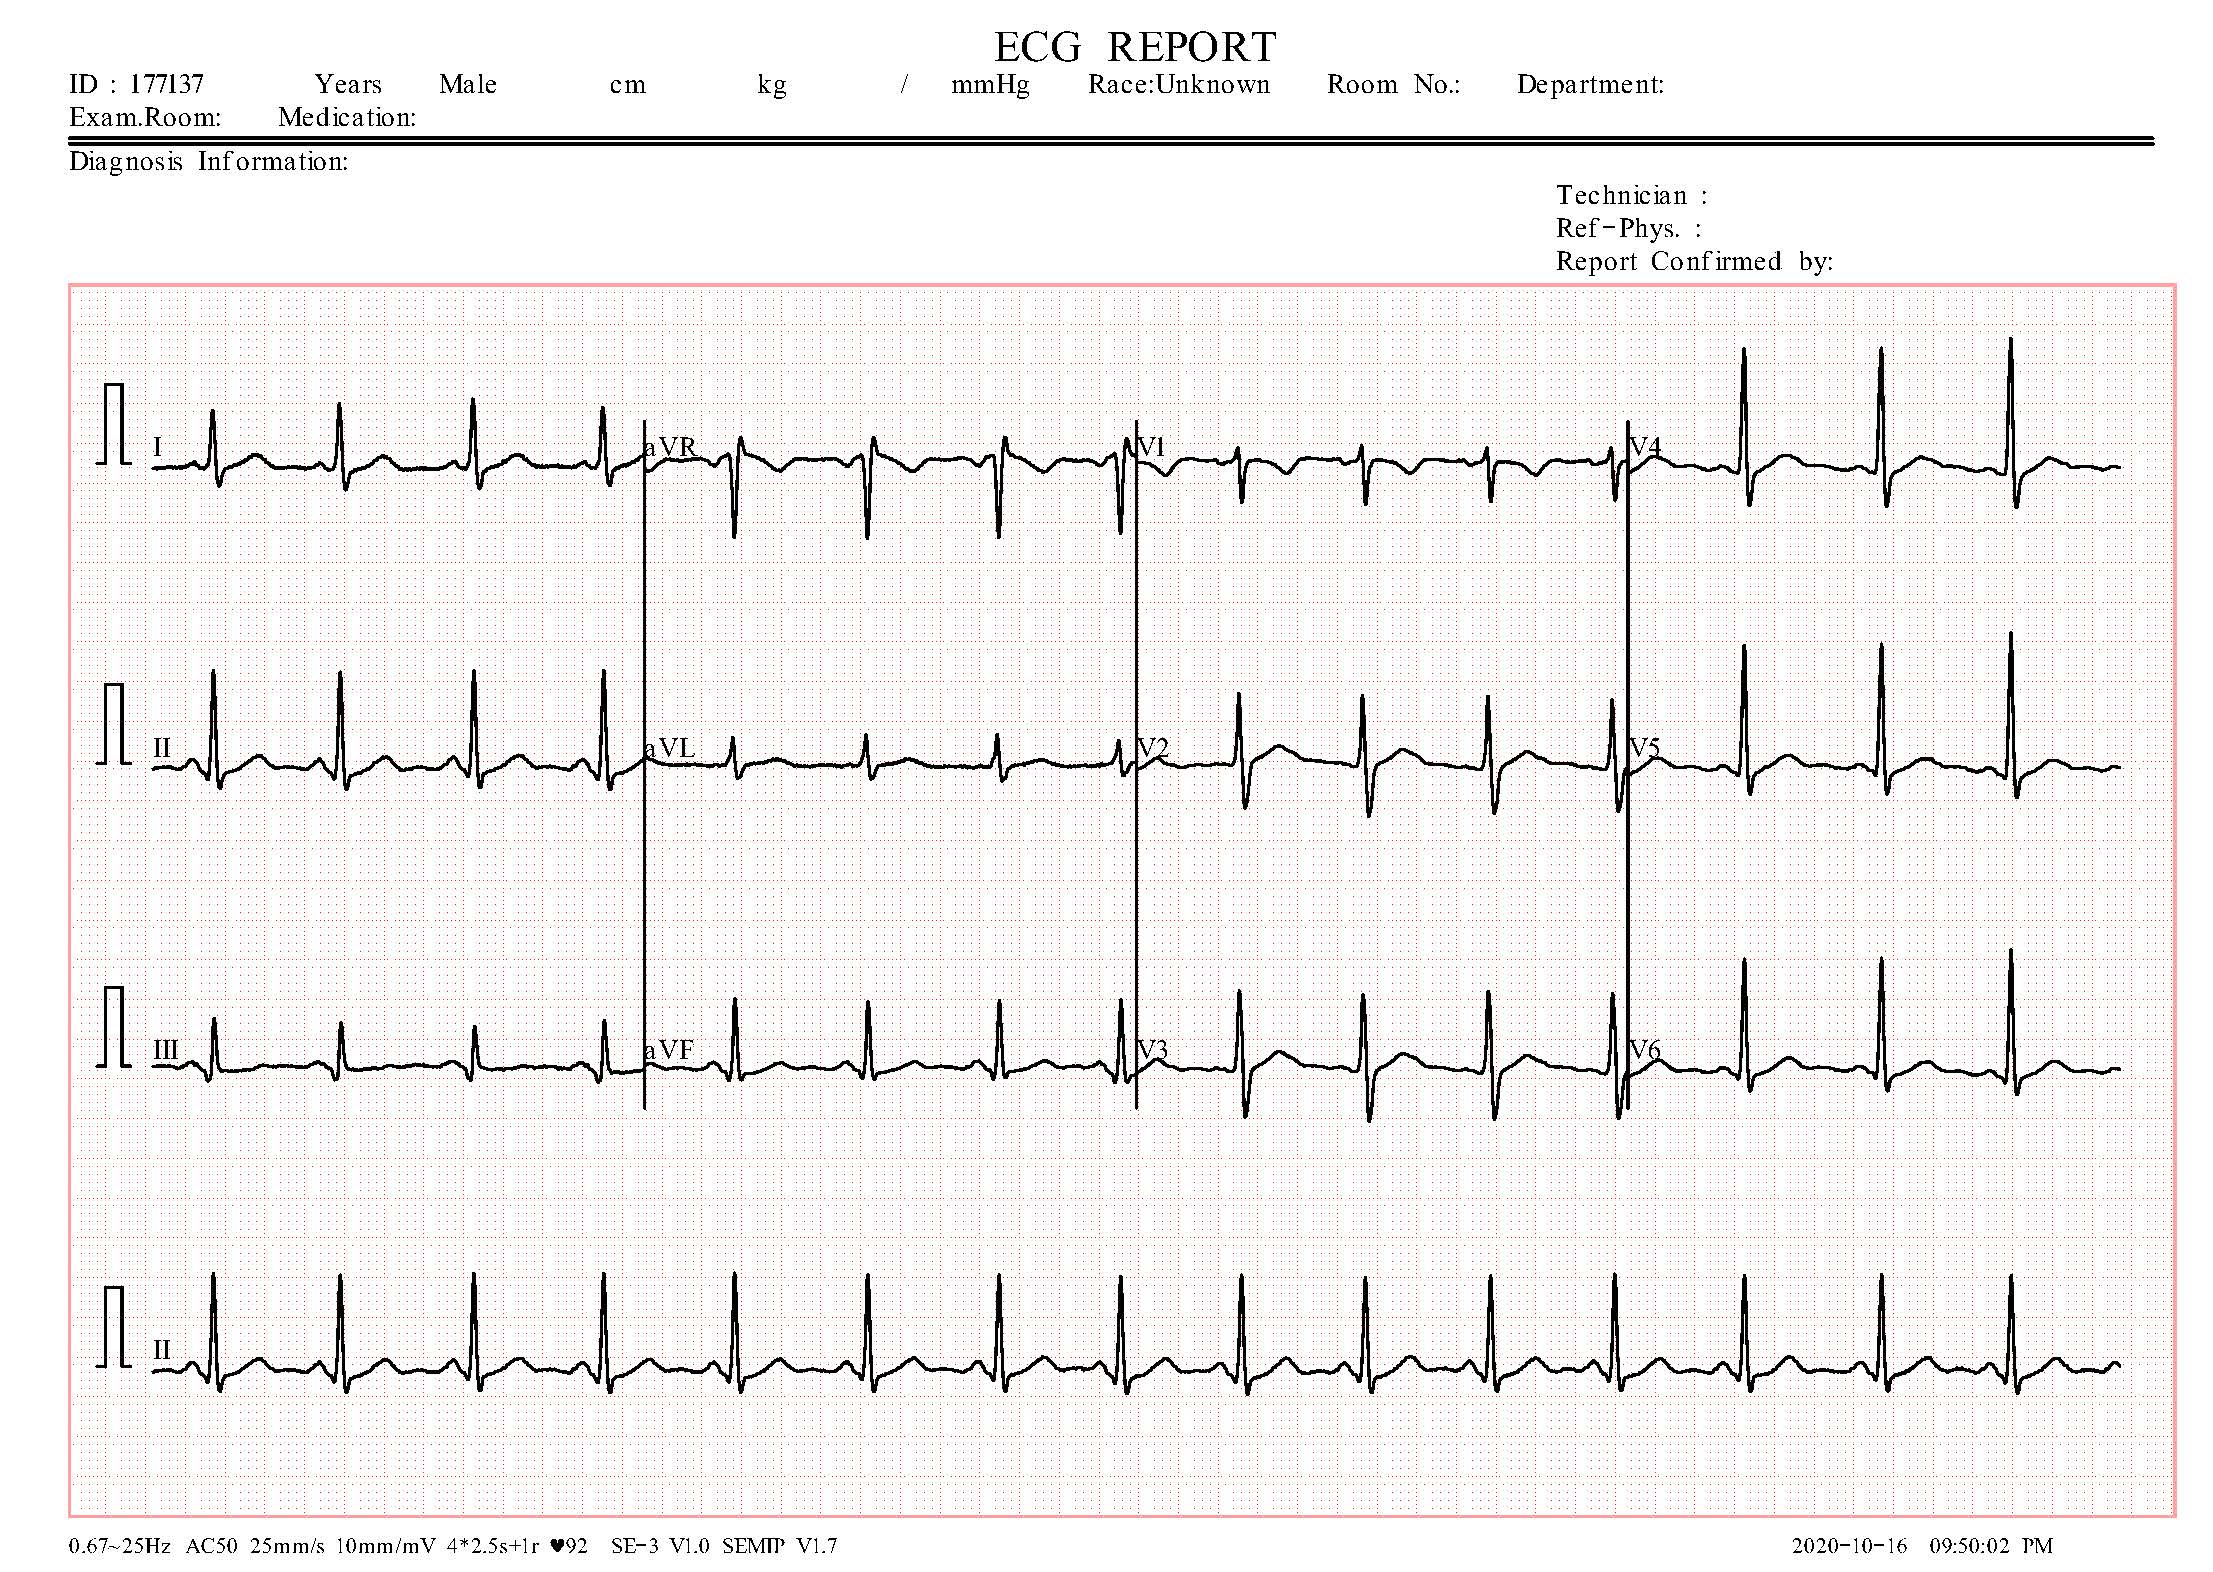 ECG REPORT
ID : 177137 Years Male cm kg / mmHg Race:Unknown Room No.: Department:
Exam.Room: Medication:
Diagnosis Information:
Technician :
Ref-Phys. :
Report Confirmed by:
I aVR V1 V4
II aVL V2 V5
III aVF V3 V6
II
0.67~25Hz AC50 25mm/s 10mm/mV 4*2.5s+1r ♥92 SE-3 V1.0 SEMIP V1.7 2020-10-16 09:50:02 PM